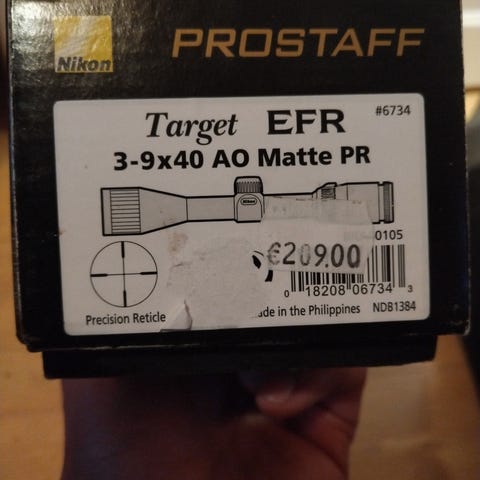 Nikon
PROSTAFF
#6734
Target EFR
3-9x40 AO Matte PR
Nikon
0105
€209.00
0 18208 06734 3
Precision Reticle
ade in the Philippines NDB1384